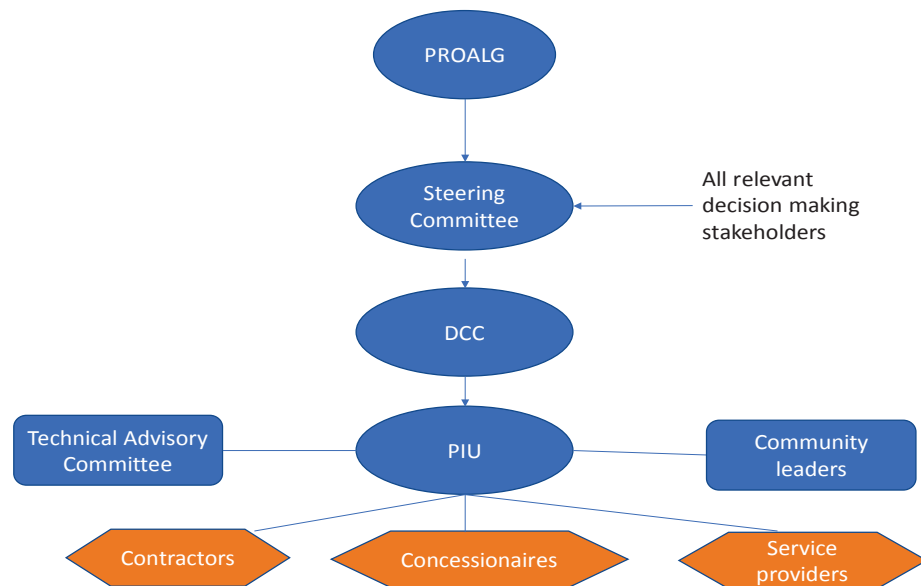 PROALG
Steering
Committee
All relevant
decision making
stakeholders
DCC
Technical Advisory
Committee
PIU
Community
leaders
Contractors
Concessionaires
Service
providers